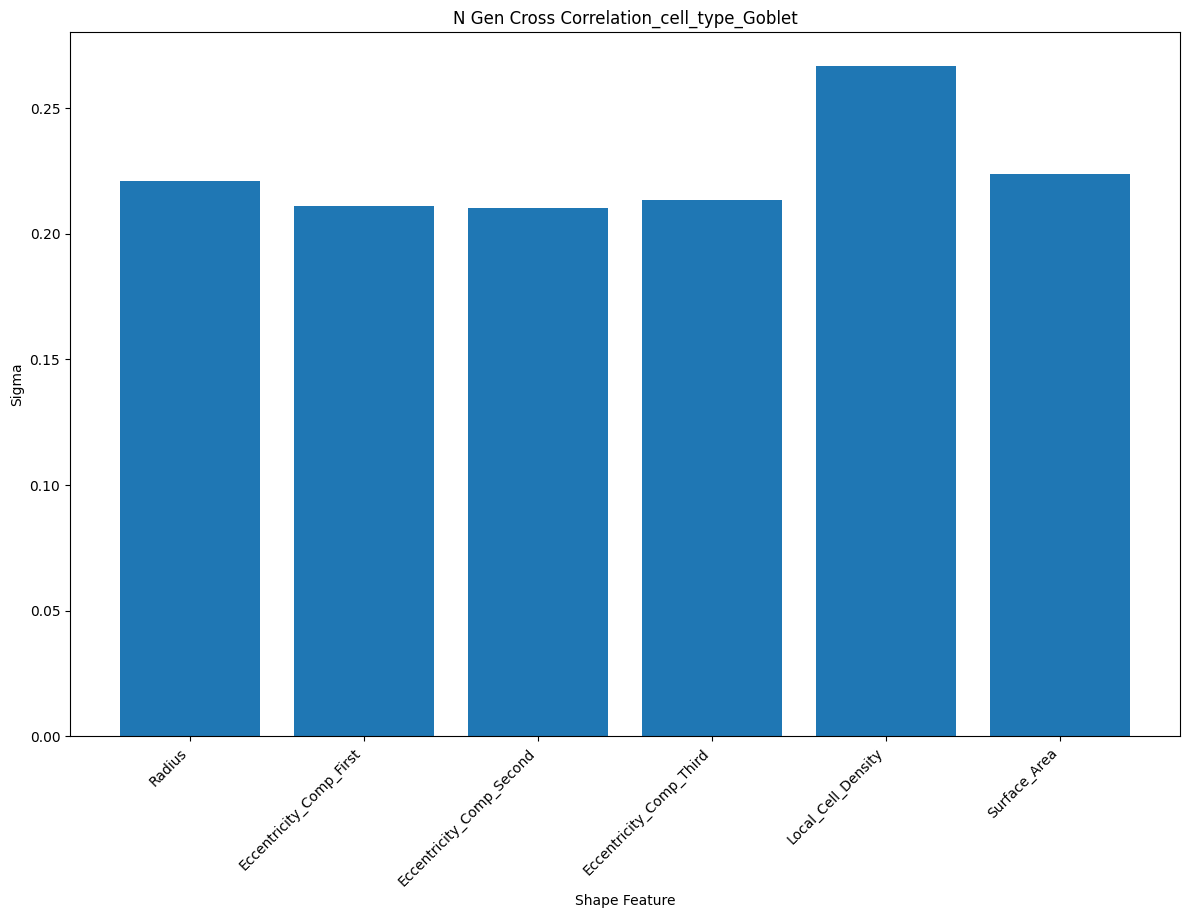 N Gen Cross Correlation_cell_type_Goblet
0.25
0.20
0.15
0.10
0.05
0.00
Sigma
Radius
Eccentricity_Comp_First
Eccentricity_Comp_Second
Eccentricity_Comp_Third
Local_Cell_Density
Surface_Area
Shape Feature